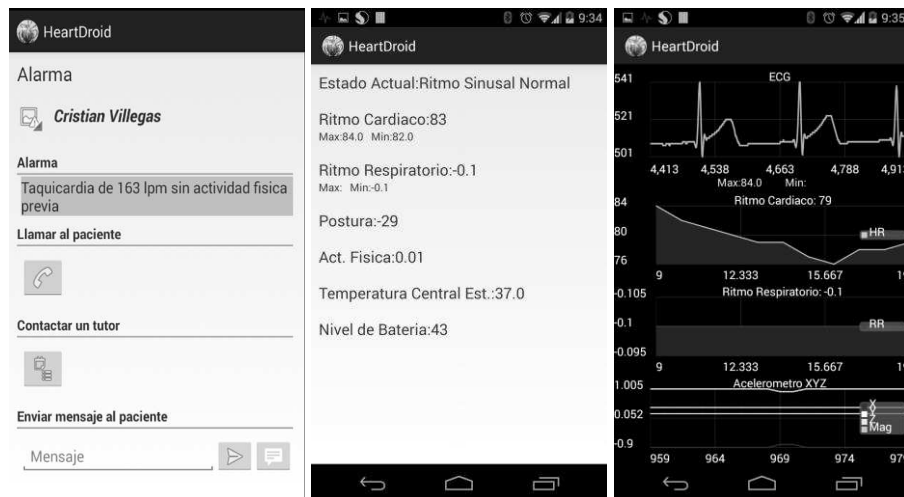 HeartDroid
Alarma
Cristian Villegas
Alarma
Taquicardia de 163 lpm sin actividad fisica
previa
Llamar al paciente
Contactar un tutor
Enviar mensaje al paciente
Mensaje
9:34
HeartDroid
Estado Actual:Ritmo Sinusal Normal
Ritmo Cardiaco:83
Max:84.0 Min:82.0
Ritmo Respiratorio:-0.1
Max: Min:-0.1
Postura:-29
Act. Fisica:0.01
Temperatura Central Est.:37.0
Nivel de Bateria:43
9:35
HeartDroid
ECG
541
521
501
4,413 4,538 4,663 4,788 4,913
Max:84.0 Min:
Ritmo Cardiaco: 79
84
80
76
HR
9 12.333 15.667
Ritmo Respiratorio: -0.1
-0.105
-0.1
-0.095
RR
9 12.333 15.667
Acelerometro XYZ
1.005
0.052
-0.9
X
Y
Z
Mag
959 964 969 974